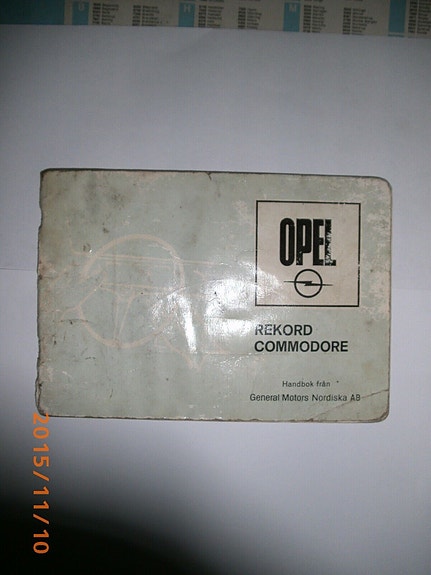 OPEL
REKORD
COMMODORE
Handbok från
General Motors Nordiska AB
2015/11/10